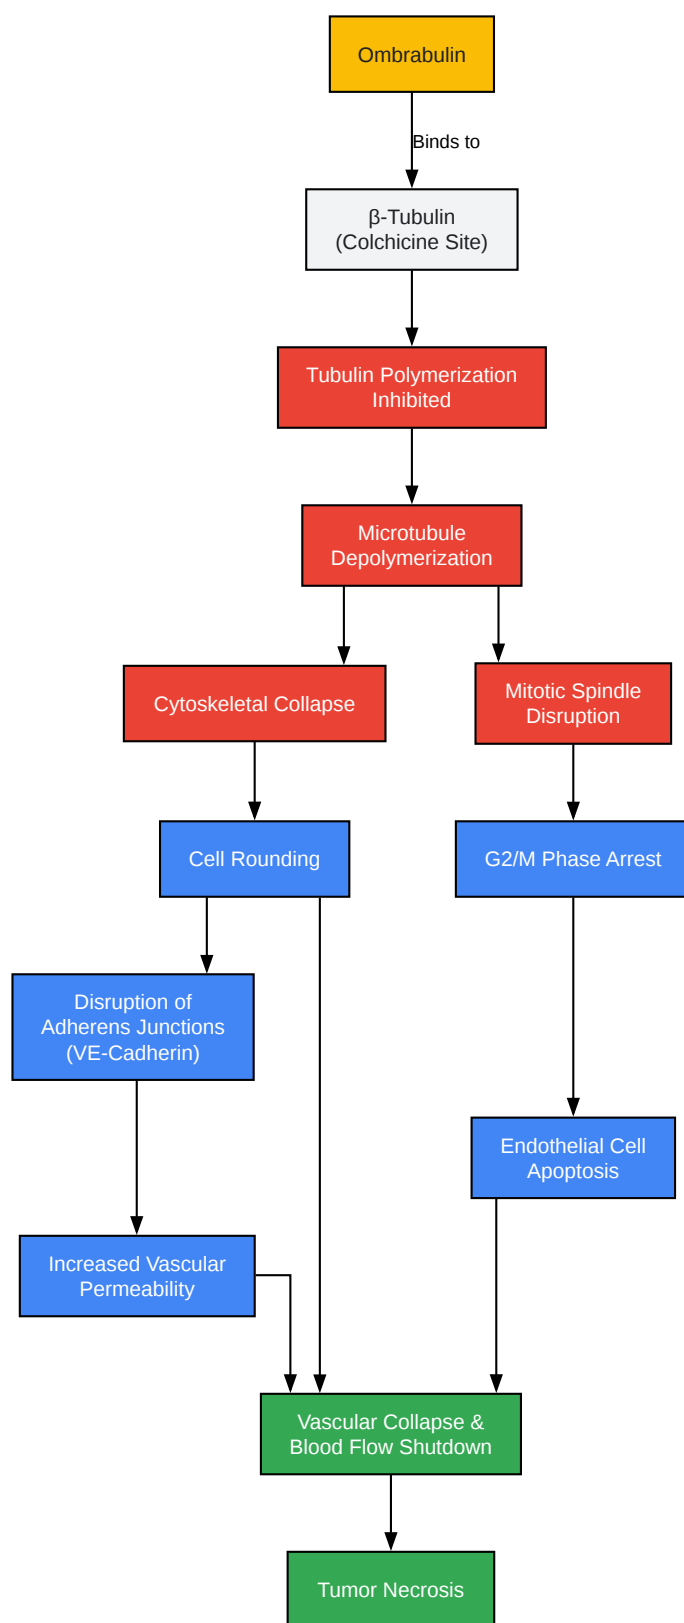 Ombrabulin
Binds to
β-Tubulin
(Colchicine Site)
Tubulin Polymerization
Inhibited
Microtubule
Depolymerization
Cytoskeletal Collapse
Mitotic Spindle
Disruption
Cell Rounding
G2/M Phase Arrest
Disruption of
Adherens Junctions
(VE-Cadherin)
Endothelial Cell
Apoptosis
Increased Vascular
Permeability
Vascular Collapse &
Blood Flow Shutdown
Tumor Necrosis